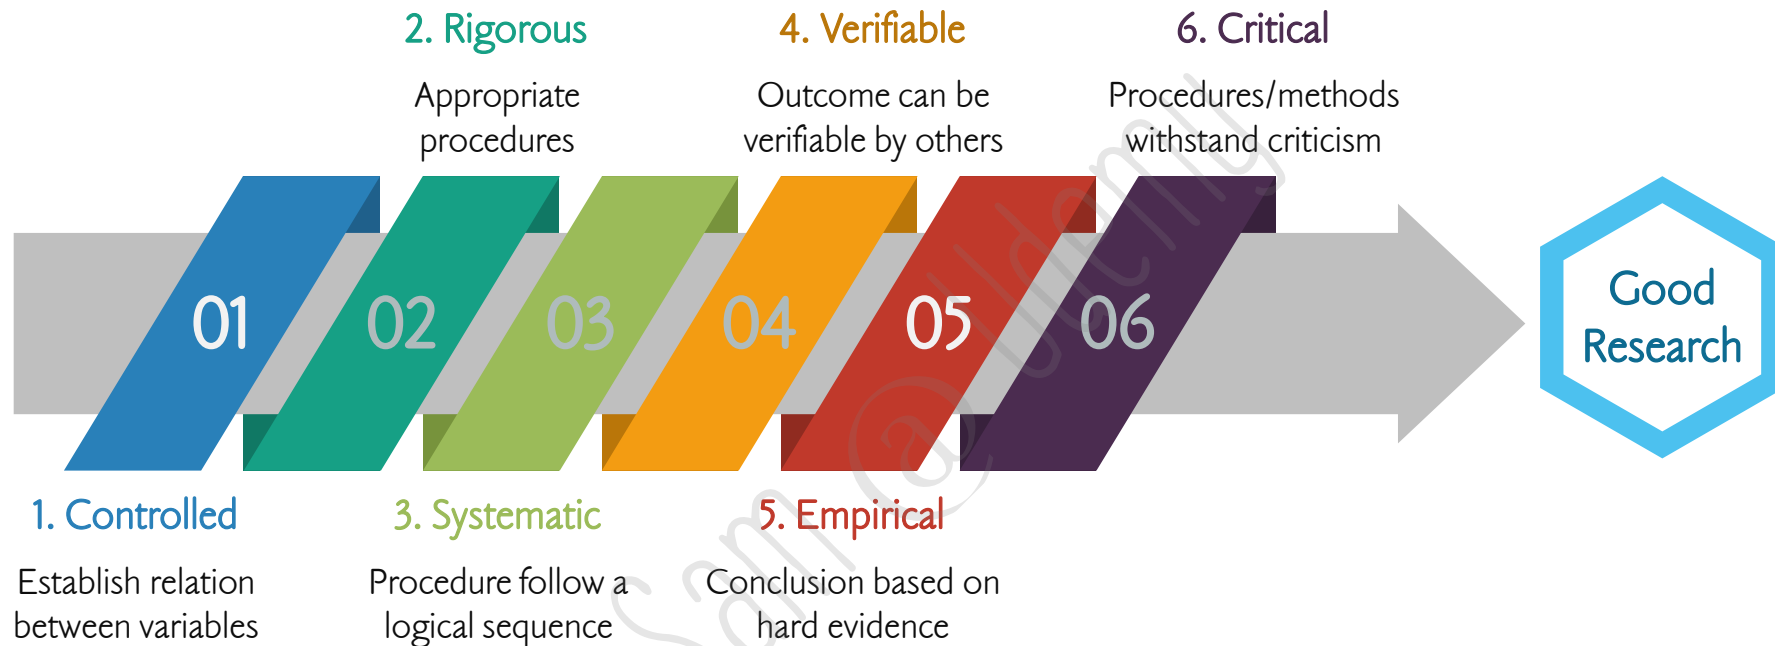 2. Rigorous
Appropriate
procedures
4. Verifiable
Outcome can be
verifiable by others
6. Critical
Procedures/methods
withstand criticism
01
02
03
04
05
06
Good
Research
1. Controlled
Establish relation
between variables
3. Systematic
Procedure follow a
logical sequence
5. Empirical
Conclusion based on
hard evidence
Sam @ Udemy